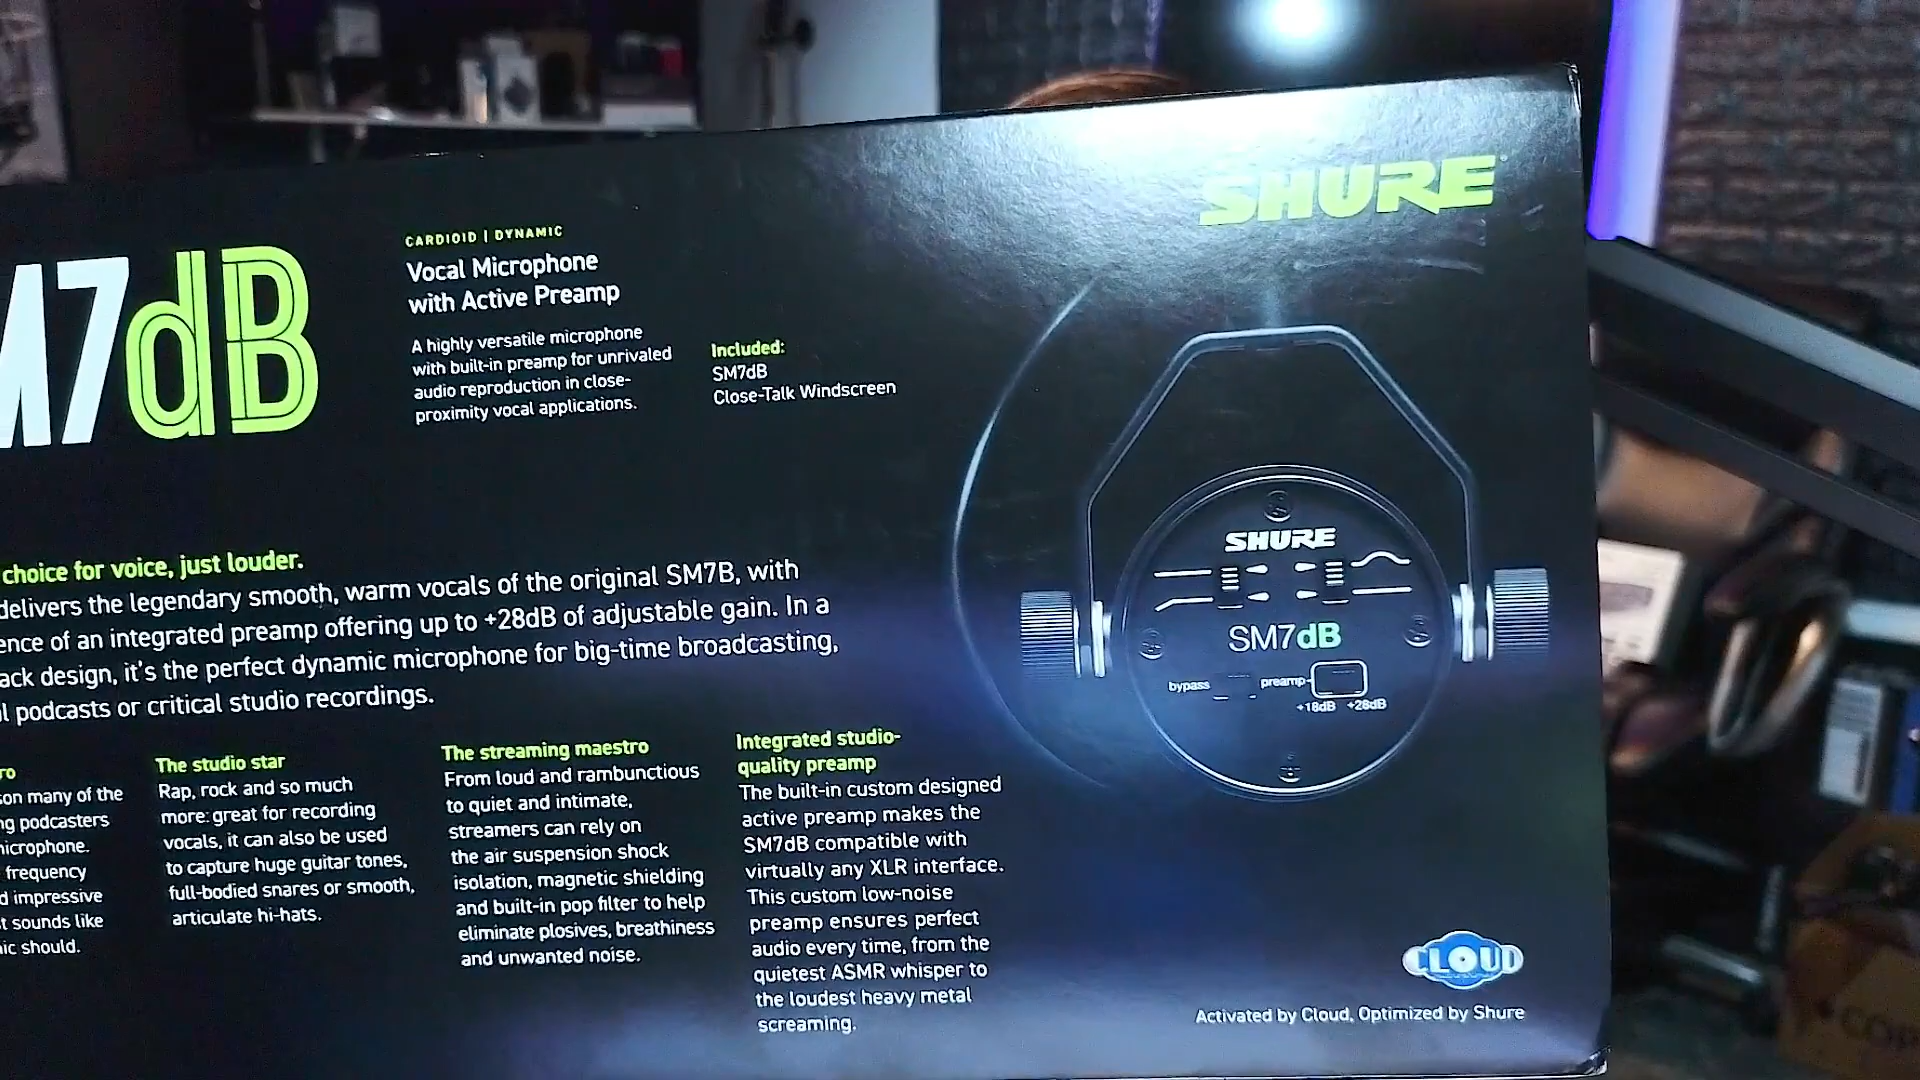 SHURE
M7dB
CARDIOID | DYNAMIC
Vocal Microphone
with Active Preamp
A highly versatile microphone
with built-in preamp for unrivaled
audio reproduction in close-
proximity vocal applications.
Included:
SM7dB
Close-Talk Windscreen
choice for voice, just louder.
delivers the legendary smooth, warm vocals of the original SM7B, with
of an integrated preamp offering up to +28dB of adjustable gain. In a
design, it's the perfect dynamic microphone for big-time broadcasting,
podcasts or critical studio recordings.
many of the
podcasters
microphone.
frequency
impressive
sounds like
should.
The studio star
Rap, rock and so much
more: great for recording
vocals, it can also be used
to capture huge guitar tones,
full-bodied snares or smooth,
articulate hi-hats.
The streaming maestro
From loud and rambunctious
to quiet and intimate,
streamers can rely on
the air suspension shock
isolation, magnetic shielding
and built-in pop filter to help
eliminate plosives, breathiness
and unwanted noise.
Integrated studio-
quality preamp
The built-in custom designed
active preamp makes the
SM7dB compatible with
virtually any XLR interface.
This custom low-noise
preamp ensures perfect
audio every time, from the
quietest ASMR whisper to
the loudest heavy metal
screaming.
SHURE
SM7dB
bypass preamp
+18dB +28dB
CLOUD
Activated by Cloud, Optimized by Shure